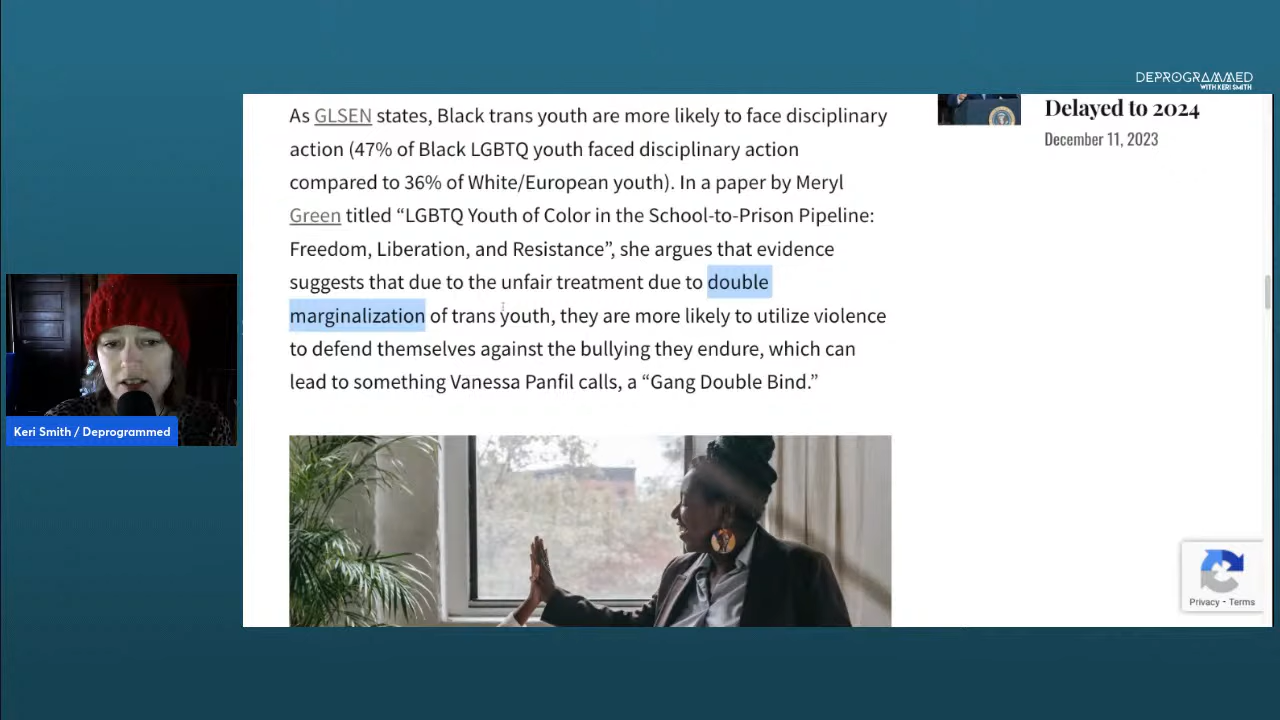 DEPROGRAMMED
WITH KERI SMITH
As GLSEN states, Black trans youth are more likely to face disciplinary
action (47% of Black LGBTQ youth faced disciplinary action
compared to 36% of White/European youth). In a paper by Meryl
Green titled “LGBTQ Youth of Color in the School-to-Prison Pipeline:
Freedom, Liberation, and Resistance”, she argues that evidence
suggests that due to the unfair treatment due to double
marginalization of trans youth, they are more likely to utilize violence
to defend themselves against the bullying they endure, which can
lead to something Vanessa Panfil calls, a “Gang Double Bind.”
Delayed to 2024
December 11, 2023
Keri Smith / Deprogrammed
Privacy - Terms